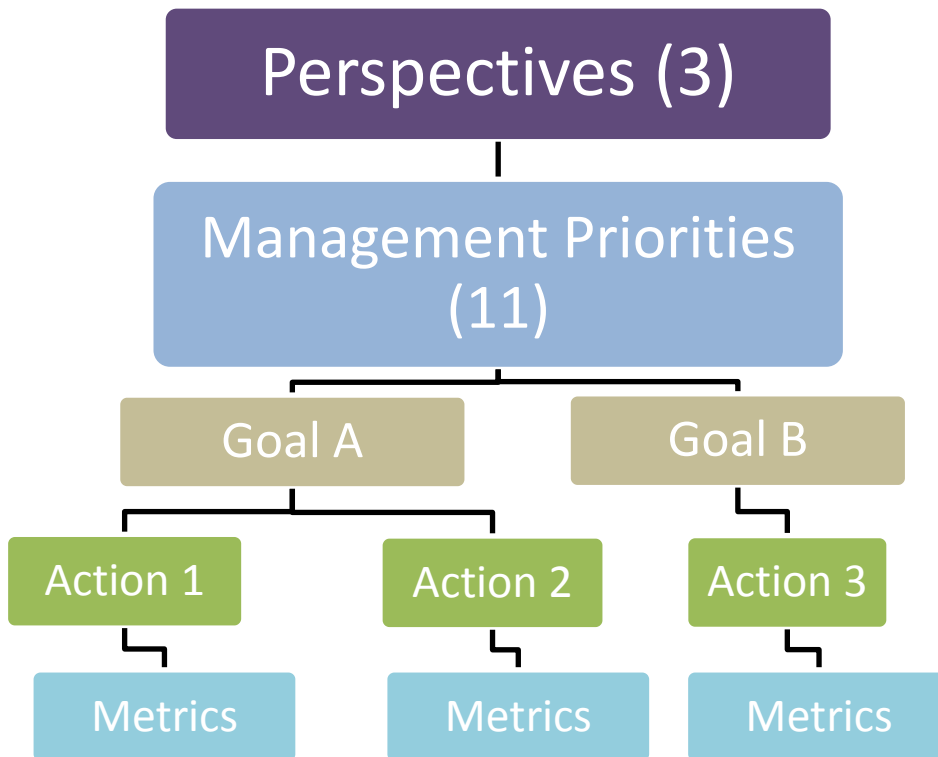 Perspectives (3)
Management Priorities
(11)
Goal A
Goal B
Action 1
Action 2
Action 3
Metrics
Metrics
Metrics